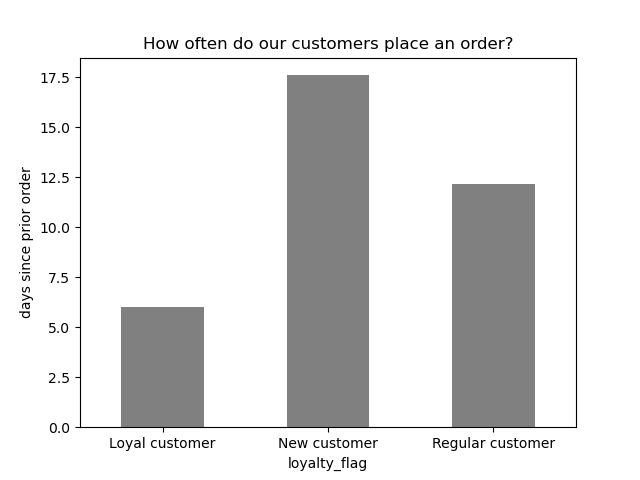 How often do our customers place an order?
days since prior order
17.5
15.0
12.5
10.0
7.5
5.0
2.5
0.0
Loyal customer
New customer
Regular customer
loyalty_flag